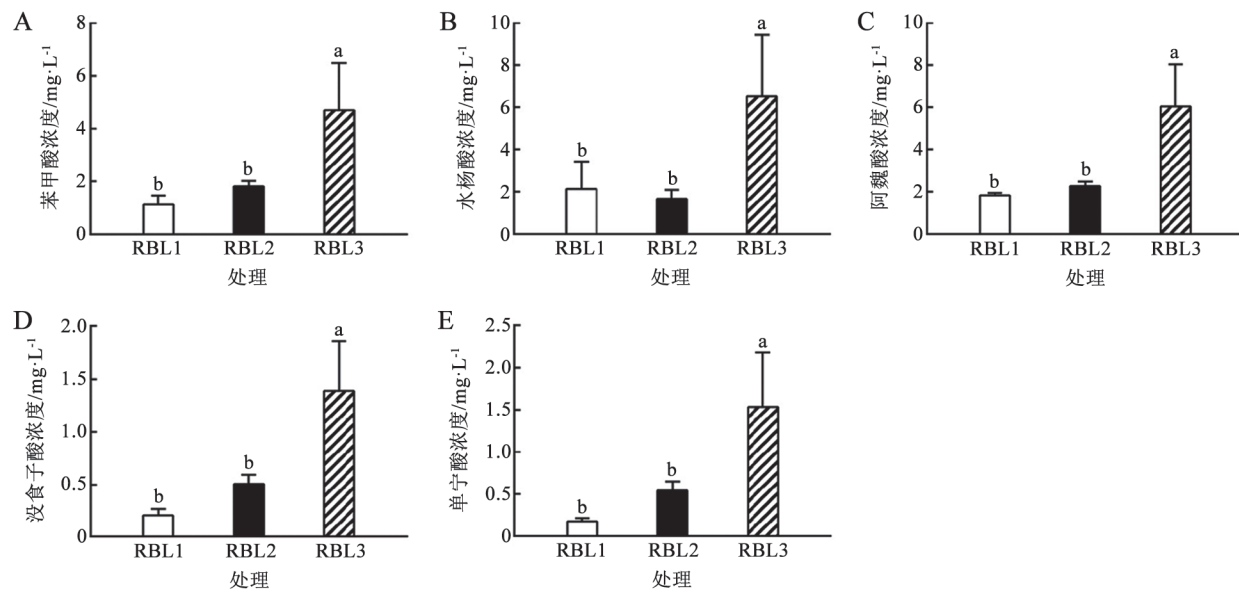 A
苯甲酸浓度/mg·L⁻¹
8
6
4
2
0
b
b
a
RBL1 RBL2 RBL3
处理
B
水杨酸浓度/mg·L⁻¹
10
8
6
4
2
0
b
b
a
RBL1 RBL2 RBL3
处理
C
阿魏酸浓度/mg·L⁻¹
10
8
6
4
2
0
b
b
a
RBL1 RBL2 RBL3
处理
D
没食子酸浓度/mg·L⁻¹
2.0
1.5
1.0
0.5
0
b
b
a
RBL1 RBL2 RBL3
处理
E
单宁酸浓度/mg·L⁻¹
2.5
2.0
1.5
1.0
0.5
0
b
b
a
RBL1 RBL2 RBL3
处理